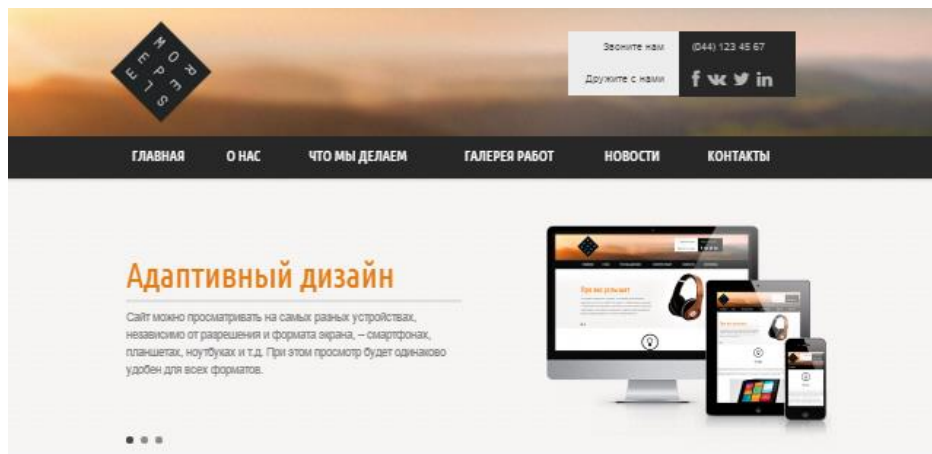 MORE
PEEPLES
Звоните нам
(044) 123 45 67
Дружите с нами
f vk in
ГЛАВНАЯ О НАС ЧТО МЫ ДЕЛАЕМ ГАЛЕРЕЯ РАБОТ НОВОСТИ КОНТАКТЫ
Адаптивный дизайн
Сайт можно просматривать на самых разных устройствах,
независимо от разрешения и формата экрана, – смартфонах,
планшетах, ноутбуках и т.д. При этом просмотр будет одинаково
удобен для всех форматов.